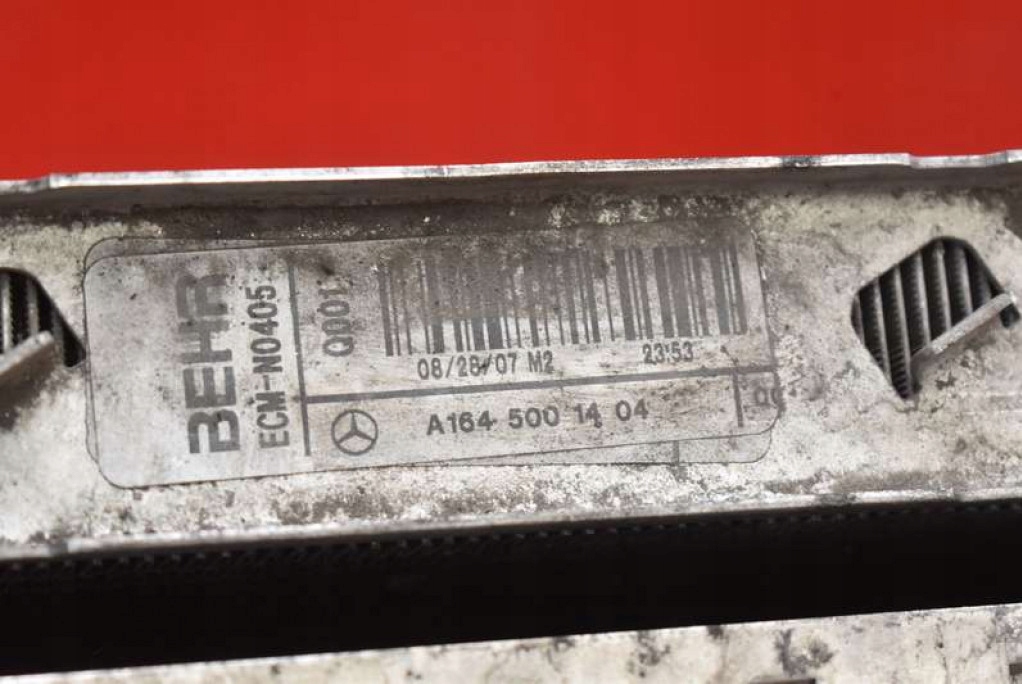 BEHR
ECM-N0405
Q001
08/28/07 M2 23:53
A164 500 14 04